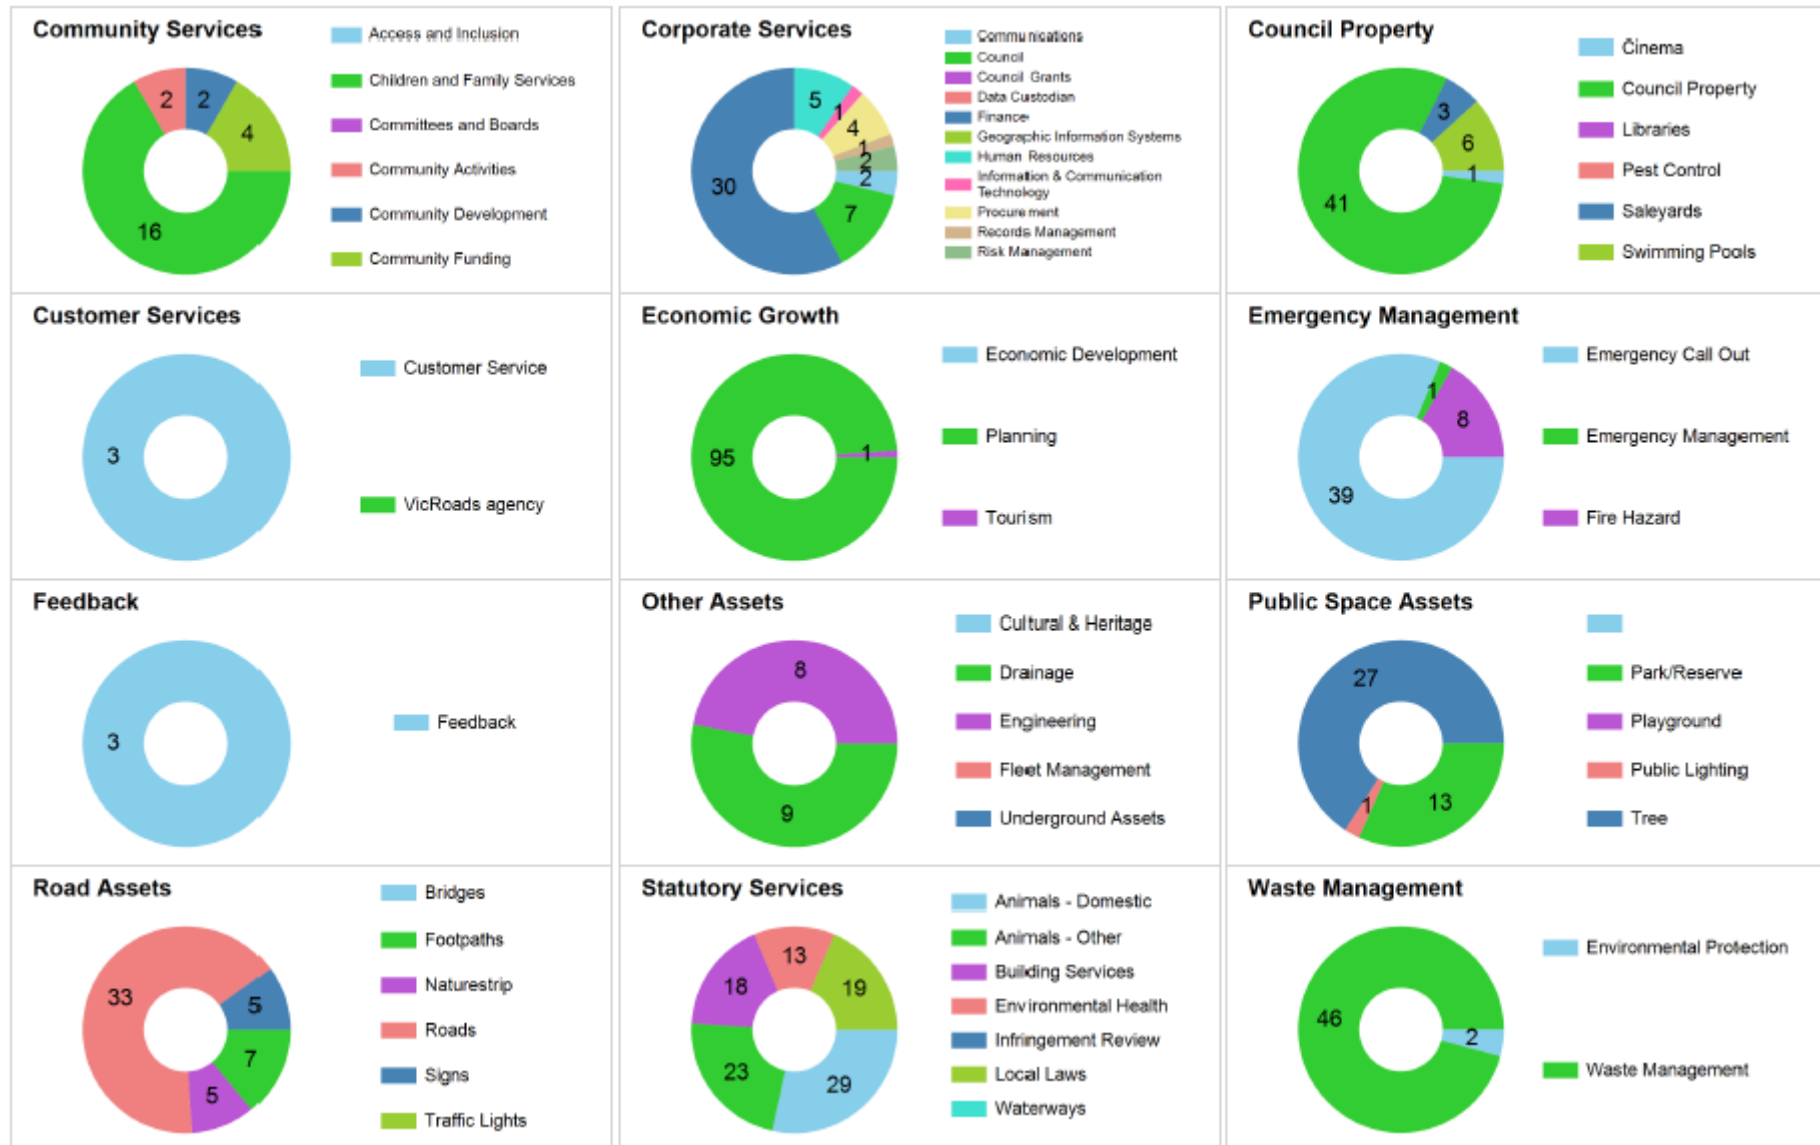 Community Services
2
2
4
16
Access and Inclusion
Children and Family Services
Committees and Boards
Community Activities
Community Development
Community Funding
Corporate Services
5
1
4
1
2
2
7
30
Communications
Council
Council Grants
Data Custodian
Finance
Geographic Information Systems
Human Resources
Information & Communication
Technology
Procurement
Records Management
Risk Management
Council Property
3
6
1
41
Cinema
Council Property
Libraries
Pest Control
Saleyards
Swimming Pools
Customer Services
3
Customer Service
VicRoads agency
Economic Growth
95
1
Economic Development
Planning
Tourism
Emergency Management
1
8
39
Emergency Call Out
Emergency Management
Fire Hazard
Feedback
3
Feedback
Other Assets
8
9
Cultural & Heritage
Drainage
Engineering
Fleet Management
Underground Assets
Public Space Assets
27
1
13
Park/Reserve
Playground
Public Lighting
Tree
Road Assets
33
5
7
5
Bridges
Footpaths
Naturestrip
Roads
Signs
Traffic Lights
Statutory Services
13
18
19
23
29
Animals - Domestic
Animals - Other
Building Services
Environmental Health
Infringement Review
Local Laws
Waterways
Waste Management
46
2
Environmental Protection
Waste Management